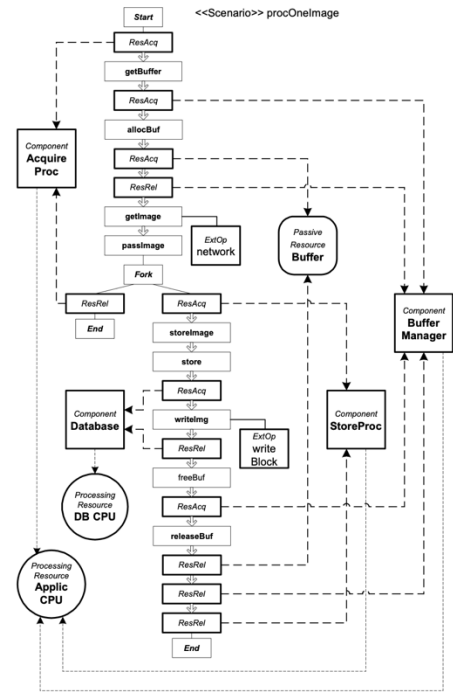 Start
<<Scenario>> procOneImage
ResAcq
getBuffer
ResAcq
allocBuf
ResAcq
Component
Acquire
Proc
ResRel
getImage
ExtOp
network
Passive
Resource
Buffer
passImage
Fork
ResRel
ResAcq
End
Component
Buffer
Manager
storeImage
store
ResAcq
Component
Database
writeImg
Component
StoreProc
ExtOp
write
Block
ResRel
freeBuf
Processing
Resource
DB CPU
ResAcq
releaseBuf
ResRel
Processing
Resource
Applic
CPU
ResRel
ResRel
End